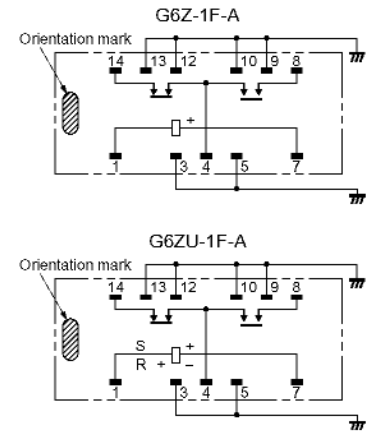 G6Z-1F-A
Orientation mark
14 13 12 10 9 8
+
1 3 4 5 7
G6ZU-1F-A
Orientation mark
14 13 12 10 9 8
S +
R + −
1 3 4 5 7